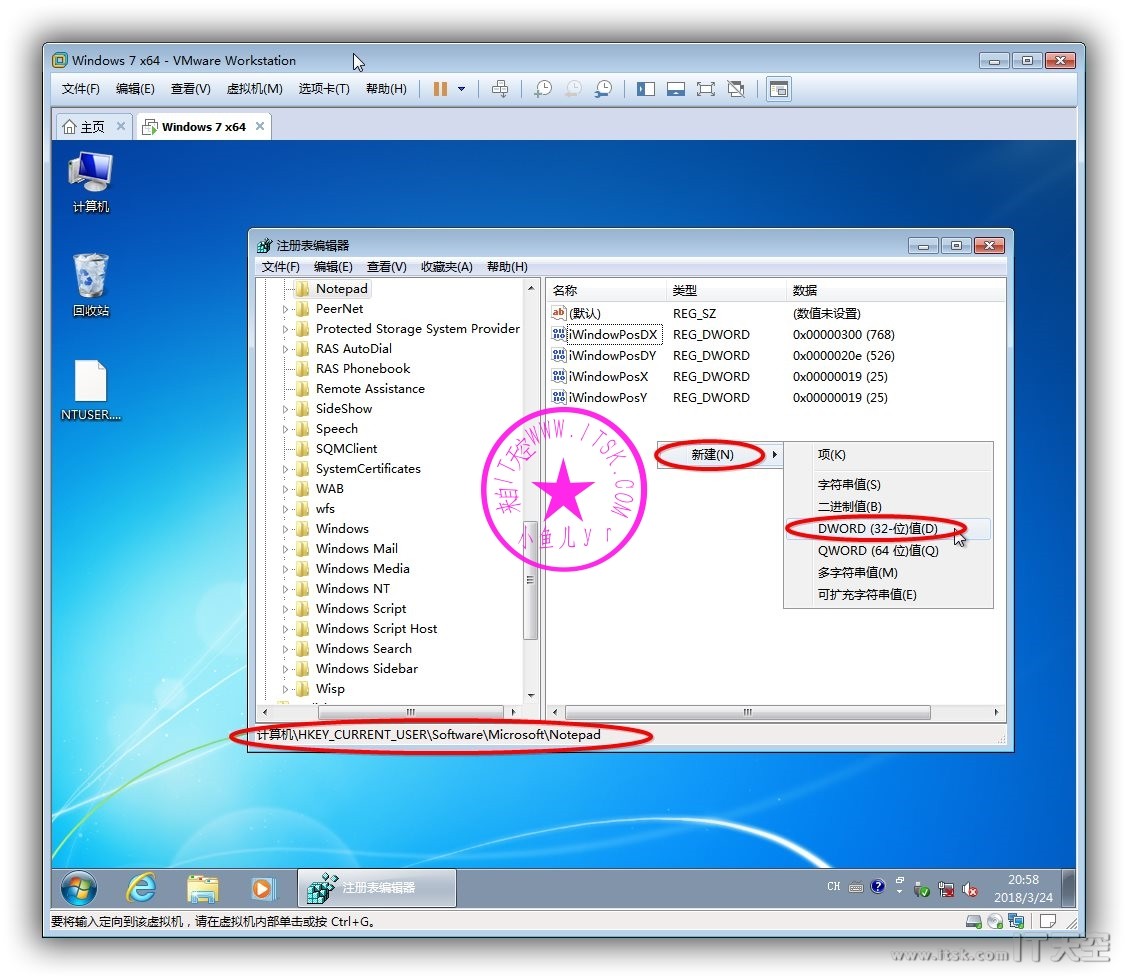 Windows 7 x64 - VMware Workstation
文件(F) 编辑(E) 查看(V) 虚拟机(M) 选项卡(T) 帮助(H)
主页 Windows 7 x64
计算机
回收站
NTUSER....
注册表编辑器
文件(F) 编辑(E) 查看(V) 收藏夹(A) 帮助(H)
Notepad
PeerNet
Protected Storage System Provider
RAS AutoDial
RAS Phonebook
Remote Assistance
SideShow
Speech
SQMClient
SystemCertificates
WAB
wfs
Windows
Windows Mail
Windows Media
Windows NT
Windows Script
Windows Script Host
Windows Search
Windows Sidebar
Wisp
名称 类型 数据
(默认) REG_SZ (数值未设置)
iWindowPosDX REG_DWORD 0x00000300 (768)
iWindowPosDY REG_DWORD 0x0000020e (526)
iWindowPosX REG_DWORD 0x00000019 (25)
iWindowPosY REG_DWORD 0x00000019 (25)
新建(N)
项(K)
字符串值(S)
二进制值(B)
DWORD (32-位)值(D)
QWORD (64 位)值(Q)
多字符串值(M)
可扩充字符串值(E)
来自IT天空WWW.ITSK.COM
小鱼儿yr
计算机\HKEY_CURRENT_USER\Software\Microsoft\Notepad
注册表编辑器
CH
20:58
2018/3/24
要将输入定向到该虚拟机，请在虚拟机内部单击或按 Ctrl+G。
www.itsk.com IT天空